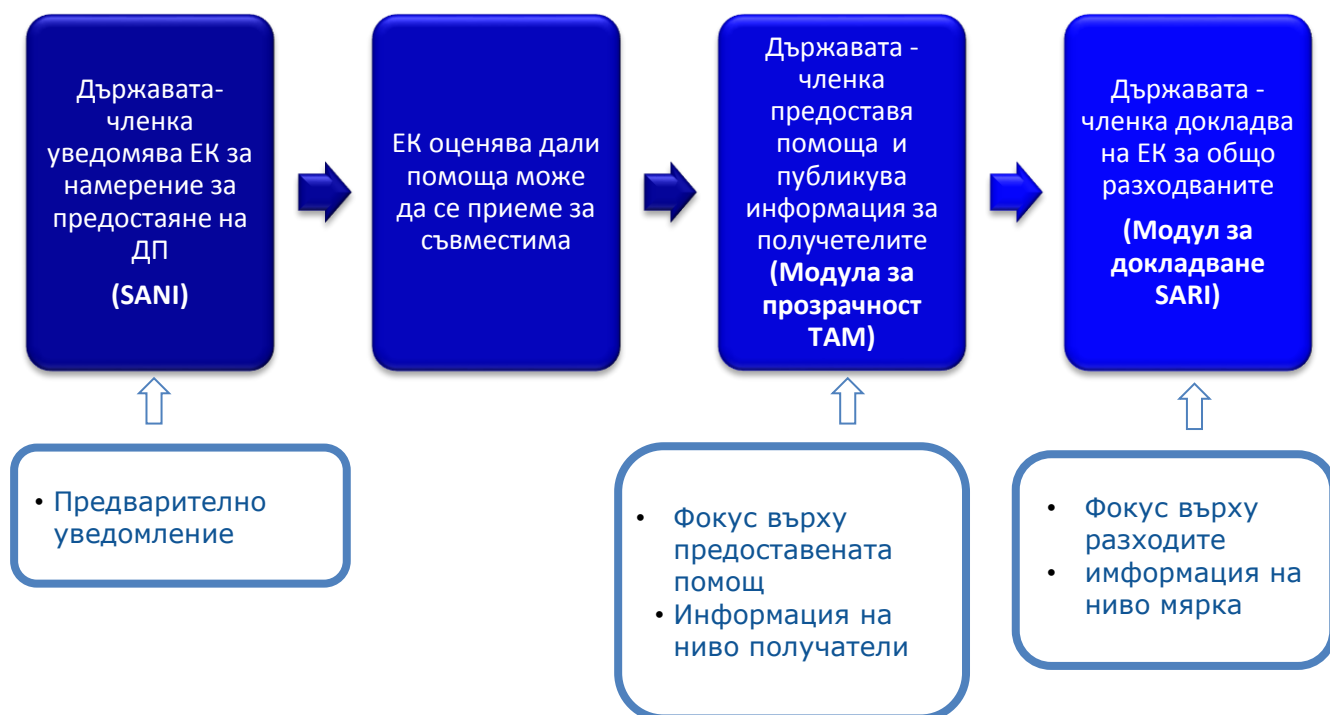 Държавата-
членка
уведомява ЕК за
намерение за
предостаяне на
ДП
(SANI)
ЕК оценява дали
помоща може
да се приеме за
съвместима
Държавата -
членка
предоставя
помоща и
публикува
информация за
получетелите
(Модула за
прозрачност
TAM)
Държавата -
членка докладва
на ЕК за общо
разходваните
(Модул за
докладване
SARI)
• Предварително
уведомление
• Фокус върху
предоставената
помощ
• Информация на
ниво получатели
• Фокус върху
разходите
• имформация на
ниво мярка